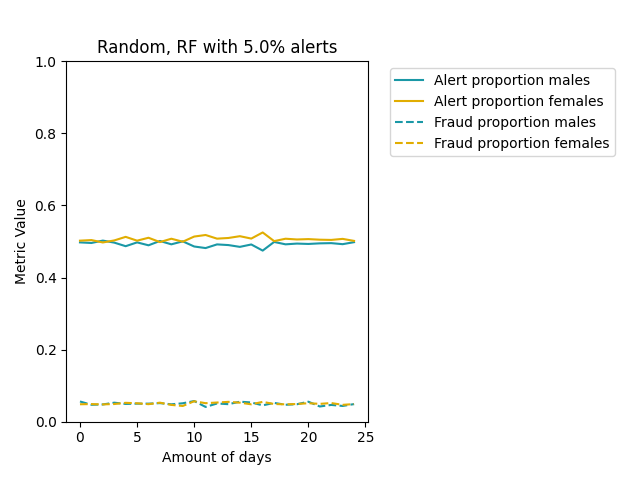 Random, RF with 5.0% alerts
Alert proportion males
Alert proportion females
Fraud proportion males
Fraud proportion females
Metric Value
1.0
0.8
0.6
0.4
0.2
0.0
0 5 10 15 20 25
Amount of days